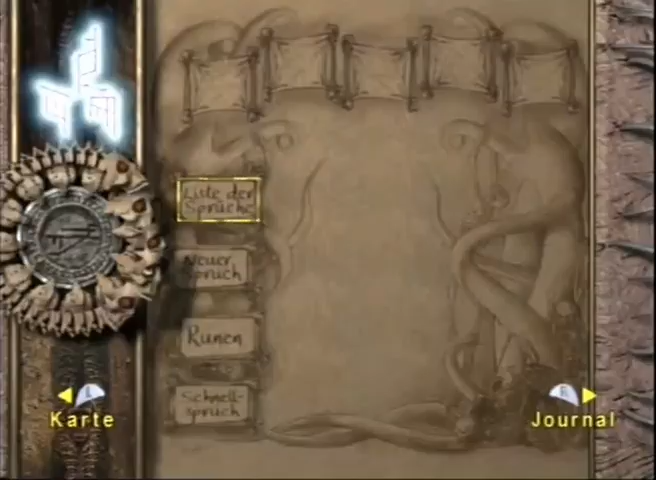 Liste der
Sprüche
Neuer
Spruch
Runen
Schnell-
spruch
L
Karte
R
Journal